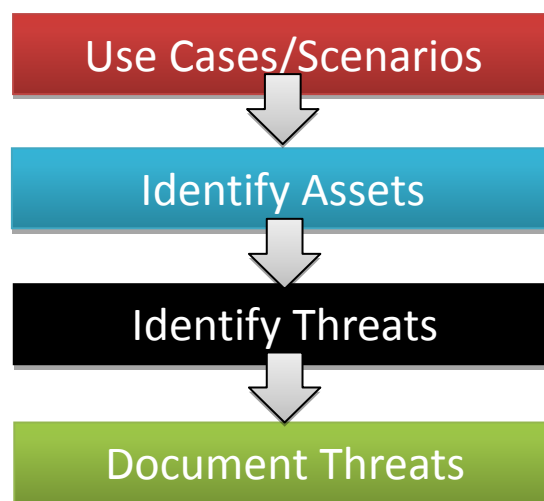 Use Cases/Scenarios
Identify Assets
Identify Threats
Document Threats